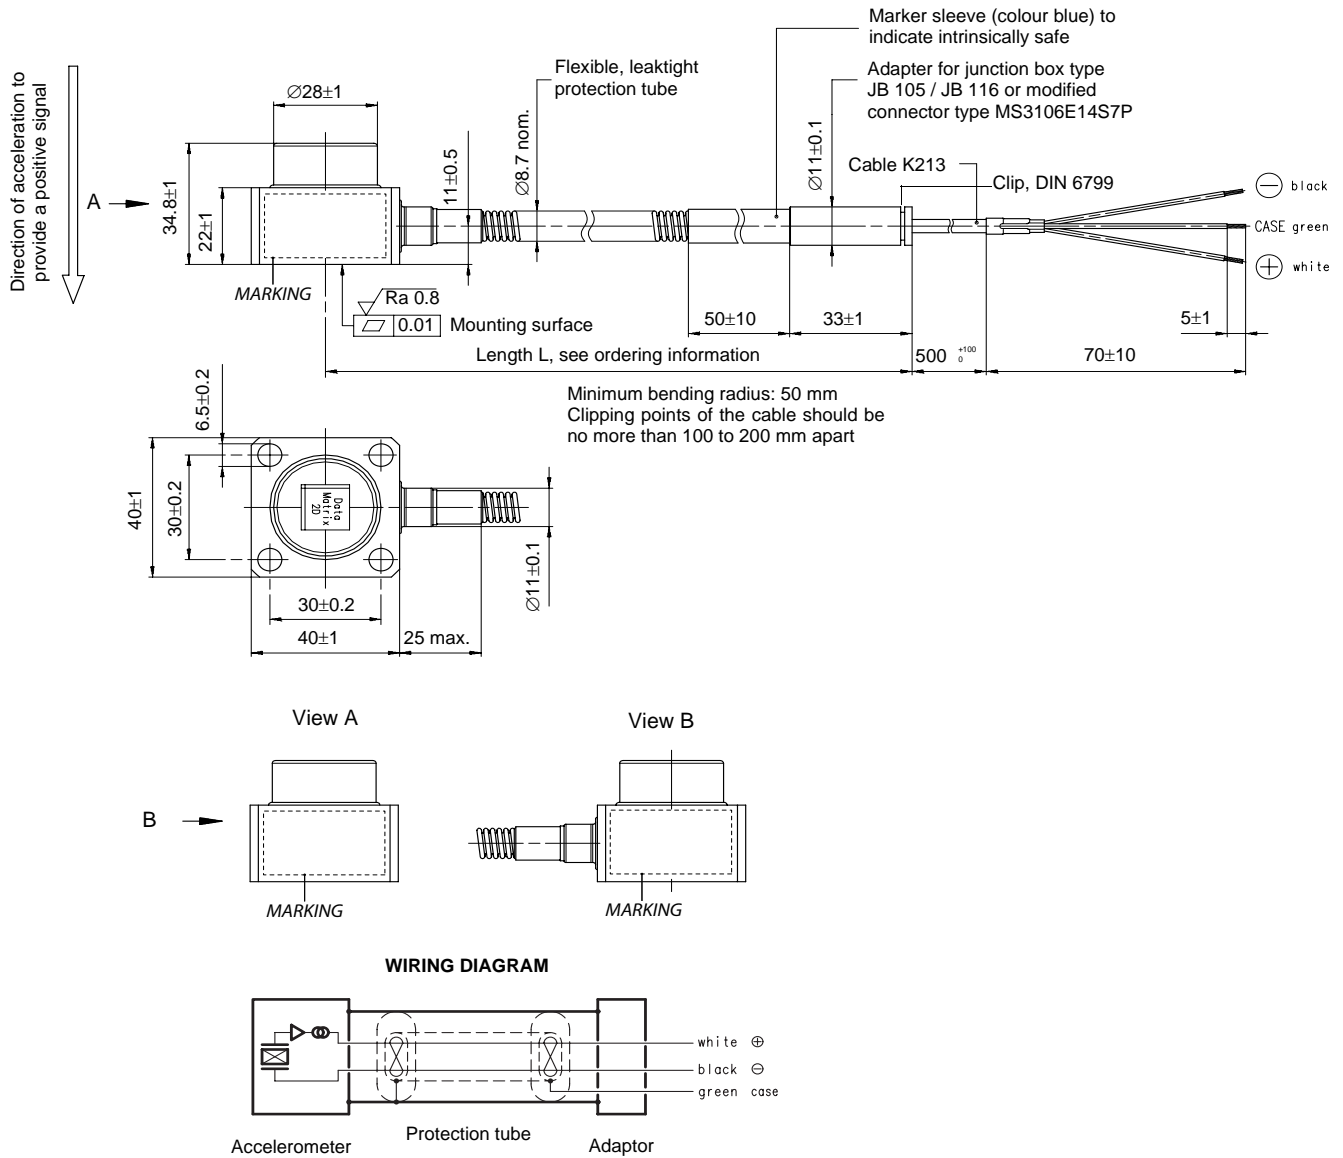 Marker sleeve (colour blue) to
indicate intrinsically safe
Direction of acceleration to
provide a positive signal
Flexible, leaktight
protection tube
Adapter for junction box type
JB 105 / JB 116 or modified
connector type MS3106E14S7P
∅28±1
A
34.8±1
22±1
11±0.5
∅8.7 nom.
∅11±0.1
Cable K213
Clip, DIN 6799
⊖ black
CASE green
⊕ white
MARKING
Ra 0.8
0.01
Mounting surface
50±10
33±1
5±1
Length L, see ordering information
500 +100 0
70±10
Minimum bending radius: 50 mm
Clipping points of the cable should be
no more than 100 to 200 mm apart
6.5±0.2
40±1
30±0.2
Data
Matrix
2D
∅11±0.1
30±0.2
40±1
25 max.
View A
View B
B
MARKING
MARKING
WIRING DIAGRAM
white ⊕
black ⊖
green case
Accelerometer
Protection tube
Adaptor